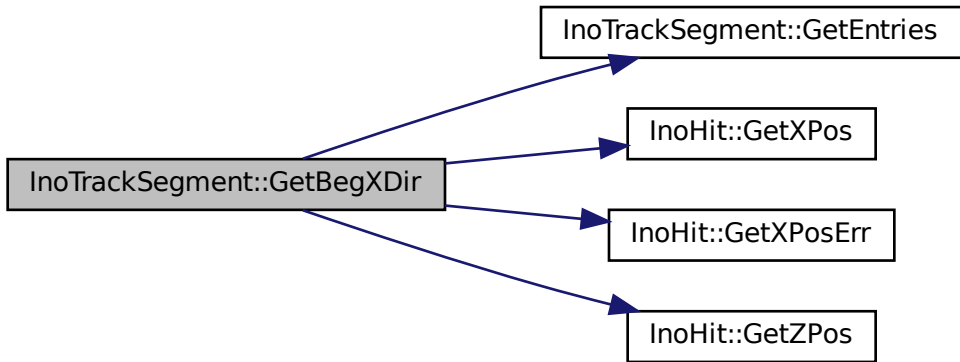 InoTrackSegment::GetEntries
InoHit::GetXPos
InoTrackSegment::GetBegXDir
InoHit::GetXPosErr
InoHit::GetZPos